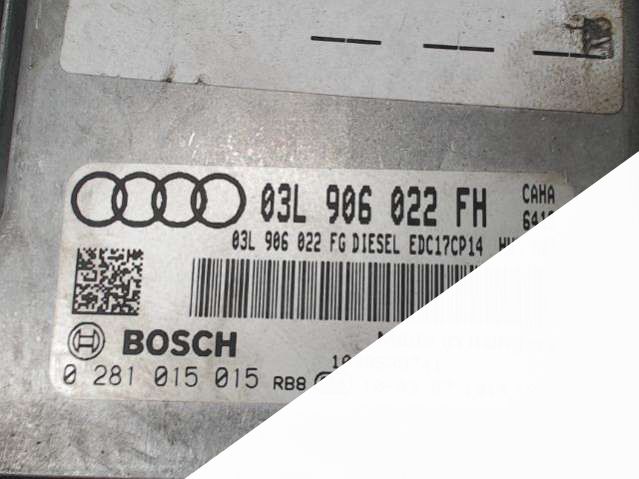 03L 906 022 FH CAHA
03L 906 022 FG DIESEL EDC17CP14
BOSCH
0 281 015 015 RB8